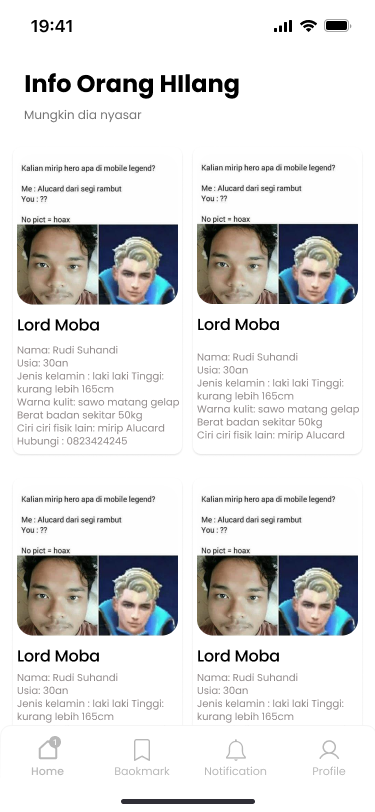 19:41
Info Orang HIlang
Mungkin dia nyasar
Kalian mirip hero apa di mobile legend?
Me : Alucard dari segi rambut
You : ??
No pict = hoax
Lord Moba
Nama: Rudi Suhandi
Usia: 30an
Jenis kelamin : laki laki Tinggi:
kurang lebih 165cm
Warna kulit: sawo matang gelap
Berat badan sekitar 50kg
Ciri ciri fisik lain: mirip Alucard
Hubungi : 0823424245
Kalian mirip hero apa di mobile legend?
Me : Alucard dari segi rambut
You : ??
No pict = hoax
Lord Moba
Nama: Rudi Suhandi
Usia: 30an
Jenis kelamin : laki laki Tinggi:
kurang lebih 165cm
Warna kulit: sawo matang gelap
Berat badan sekitar 50kg
Ciri ciri fisik lain: mirip Alucard
Kalian mirip hero apa di mobile legend?
Me : Alucard dari segi rambut
You : ??
No pict = hoax
Lord Moba
Nama: Rudi Suhandi
Usia: 30an
Jenis kelamin : laki laki Tinggi:
kurang lebih 165cm
Kalian mirip hero apa di mobile legend?
Me : Alucard dari segi rambut
You : ??
No pict = hoax
Lord Moba
Nama: Rudi Suhandi
Usia: 30an
Jenis kelamin : laki laki Tinggi:
kurang lebih 165cm
1
Home
Baokmark
Notification
Profile